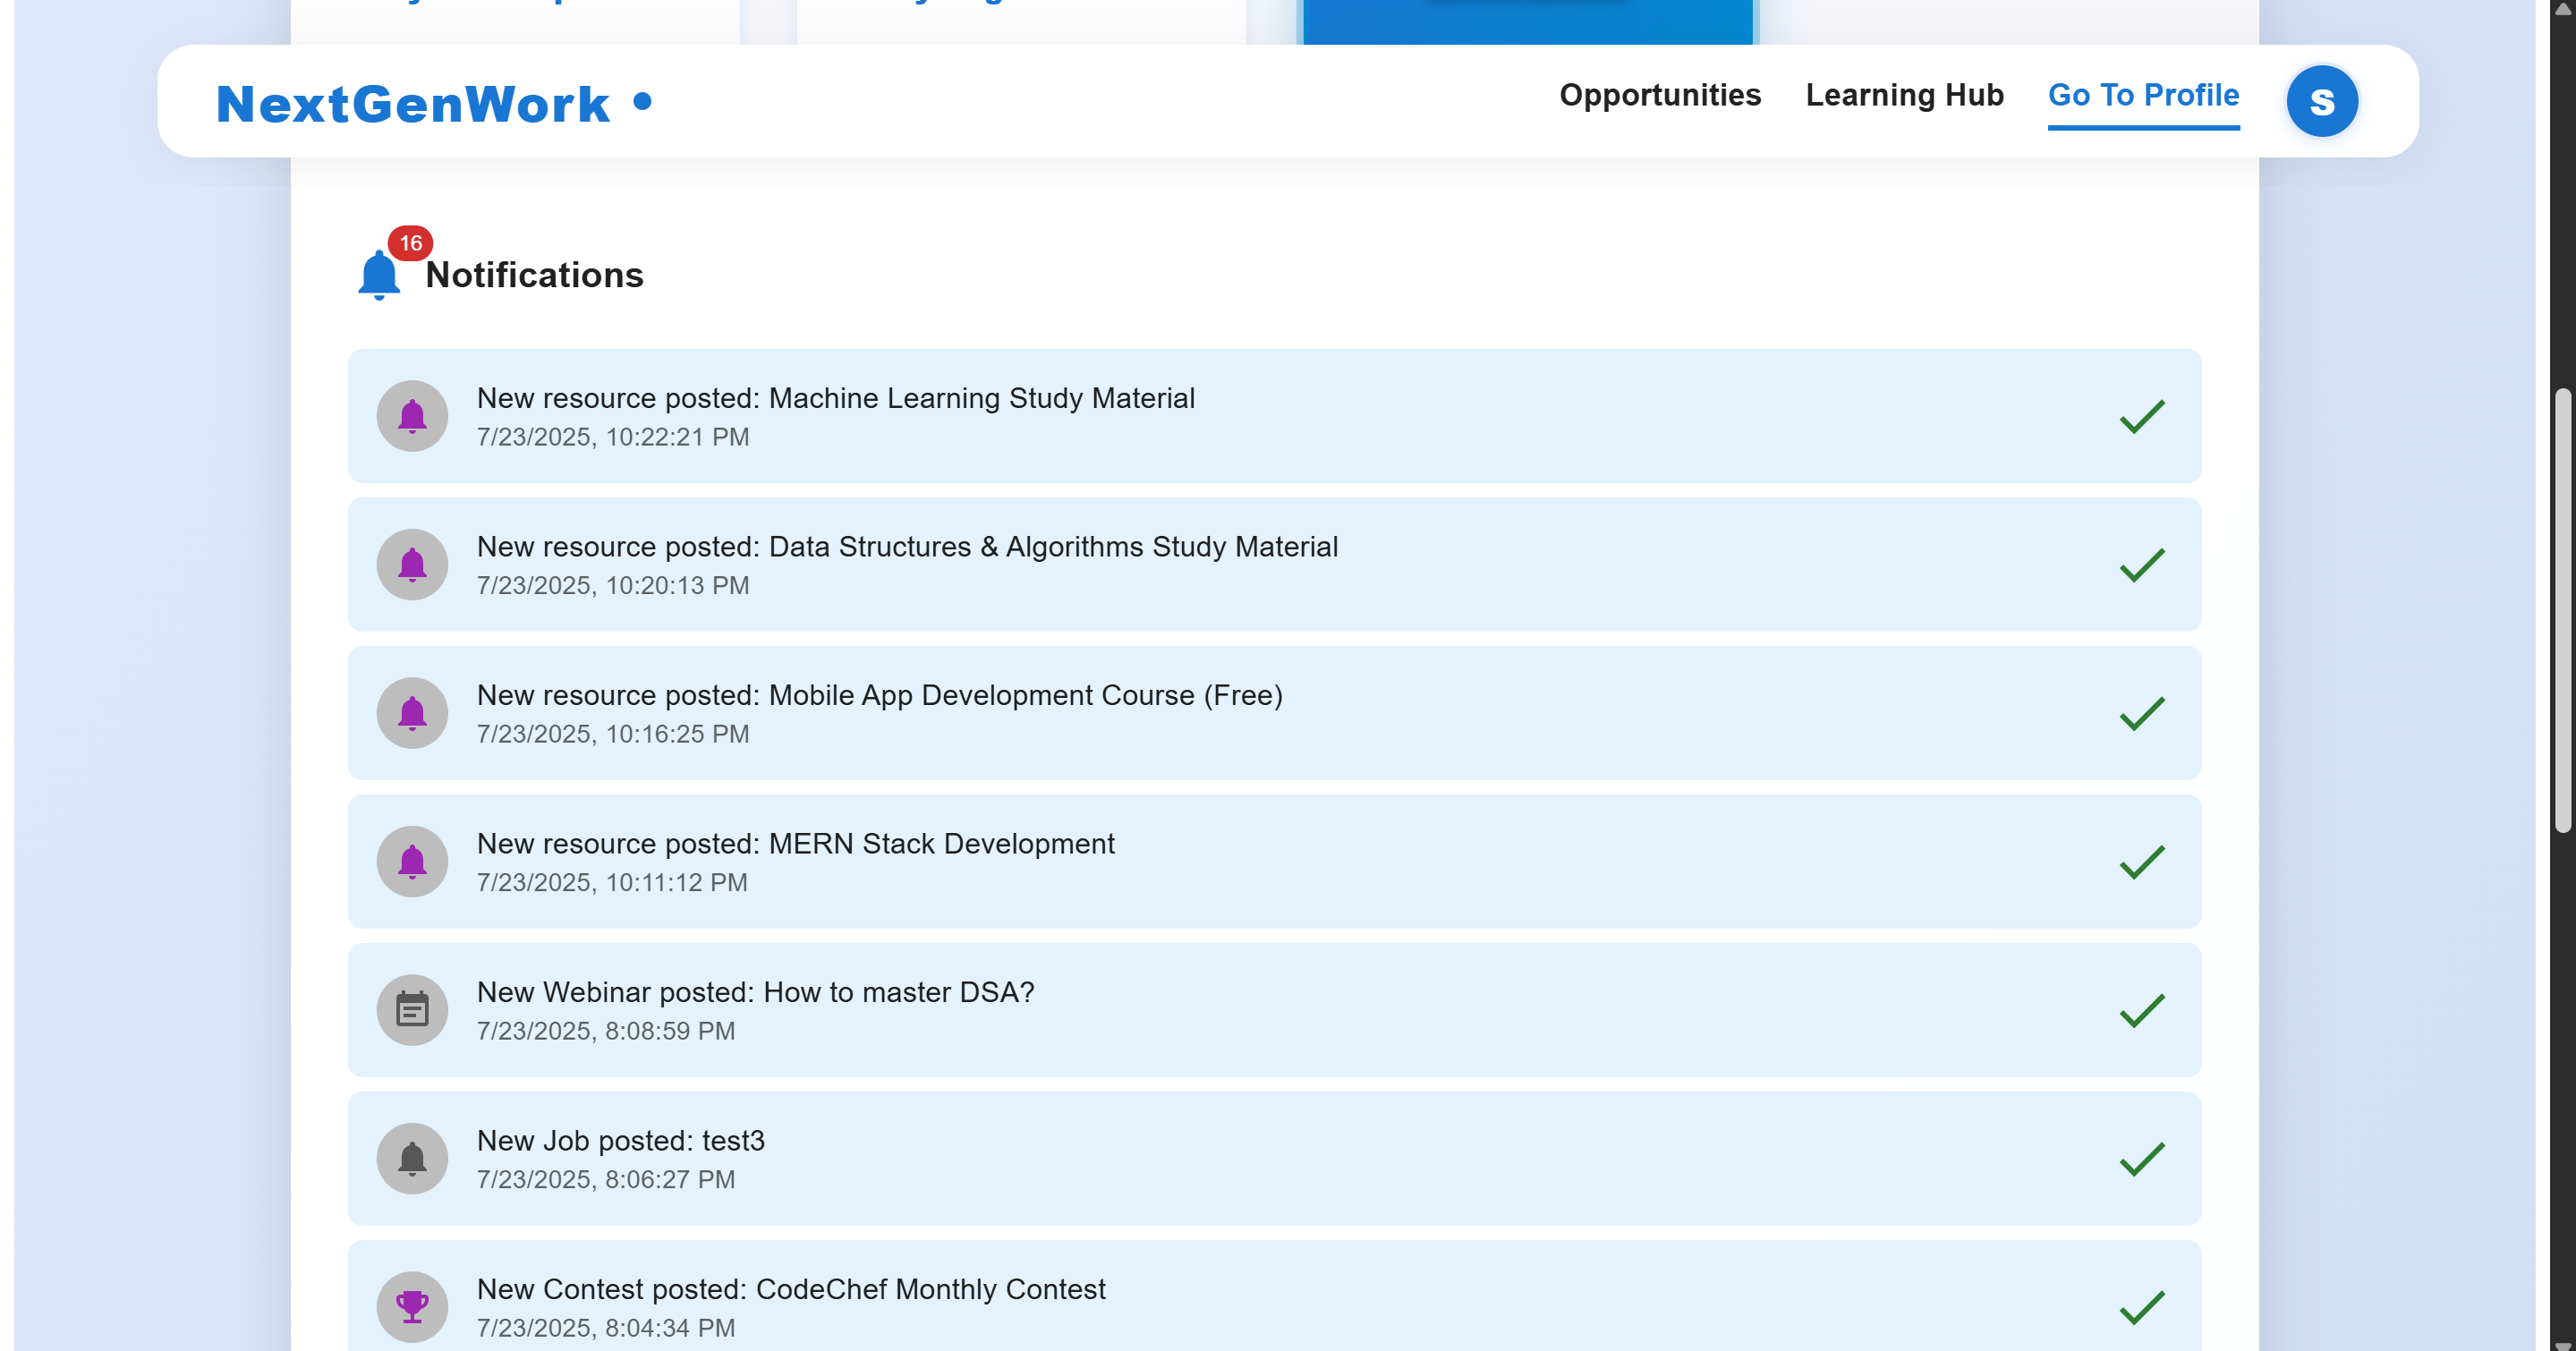 NextGenWork
Opportunities
Learning Hub
Go To Profile
S
16
Notifications
New resource posted: Machine Learning Study Material
7/23/2025, 10:22:21 PM
New resource posted: Data Structures & Algorithms Study Material
7/23/2025, 10:20:13 PM
New resource posted: Mobile App Development Course (Free)
7/23/2025, 10:16:25 PM
New resource posted: MERN Stack Development
7/23/2025, 10:11:12 PM
New Webinar posted: How to master DSA?
7/23/2025, 8:08:59 PM
New Job posted: test3
7/23/2025, 8:06:27 PM
New Contest posted: CodeChef Monthly Contest
7/23/2025, 8:04:34 PM